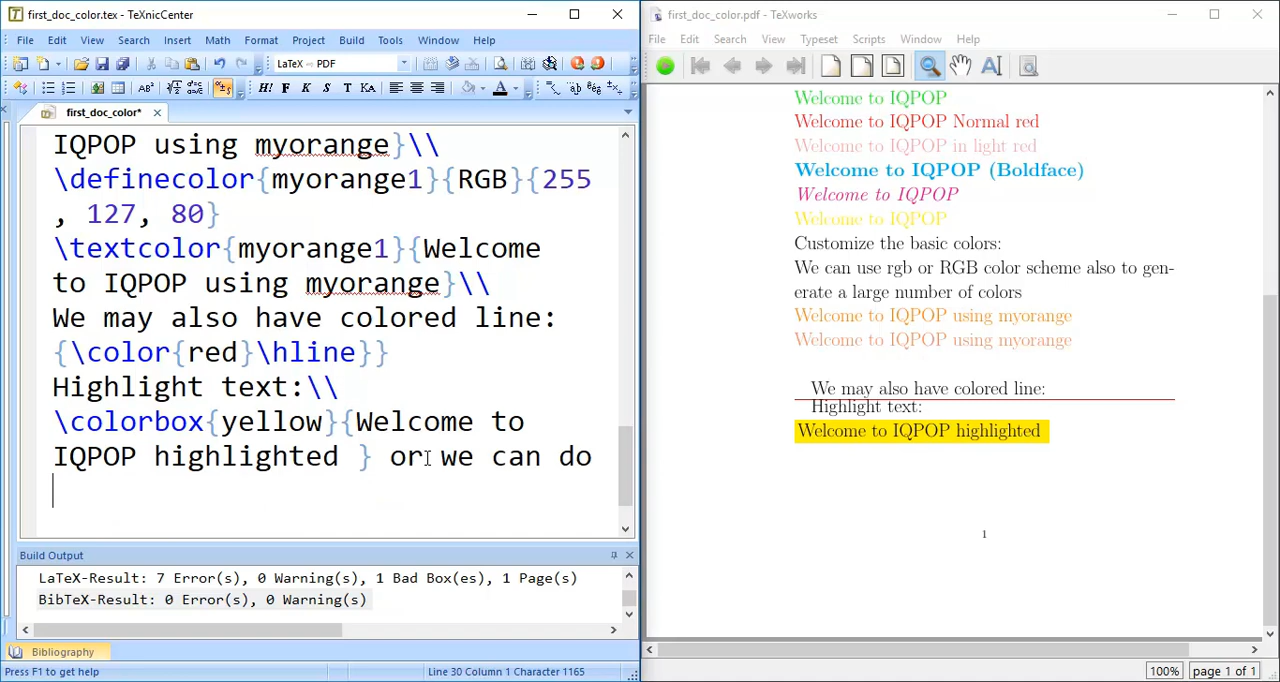 first_doc_color.tex - TeXnicCenter
File Edit View Search Insert Math Format Project Build Tools Window Help
LaTeX ⇨ PDF
first_doc_color*
IQPOP using myorange}\\
\definecolor{myorange1}{RGB}{255
, 127, 80}
\textcolor{myorange1}{Welcome
to IQPOP using myorange}\\
We may also have colored line:
{\color{red}\hline}}
Highlight text:\\
\colorbox{yellow}{Welcome to
IQPOP highlighted } or we can do
Build Output
LaTeX-Result: 7 Error(s), 0 Warning(s), 1 Bad Box(es), 1 Page(s)
BibTeX-Result: 0 Error(s), 0 Warning(s)
Bibliography
Press F1 to get help
Line 30 Column 1 Character 1165
first_doc_color.pdf - TeXworks
File Edit Search View Typeset Scripts Window Help
Welcome to IQPOP
Welcome to IQPOP Normal red
Welcome to IQPOP in light red
Welcome to IQPOP (Boldface)
Welcome to IQPOP
Welcome to IQPOP
Customize the basic colors:
We can use rgb or RGB color scheme also to gen-
erate a large number of colors
Welcome to IQPOP using myorange
Welcome to IQPOP using myorange
We may also have colored line:
Highlight text:
Welcome to IQPOP highlighted
1
100% page 1 of 1